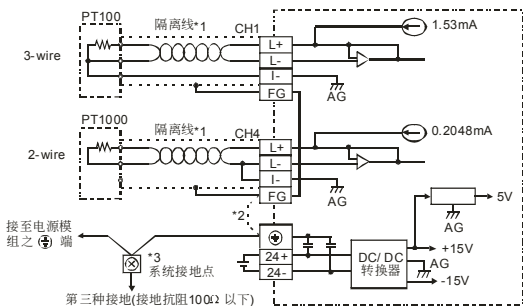 PT100
隔离线*1
CH1
1.53mA
3-wire
L+
L-
I-
FG
AG
PT1000
隔离线*1
CH4
0.2048mA
2-wire
L+
L-
I-
FG
AG
*2
5V
接至电源模
组之 端
24+
24-
DC/DC
转换器
AG
+15V
AG
-15V
*3
系统接地点
第三种接地(接地抗阻100Ω 以下)